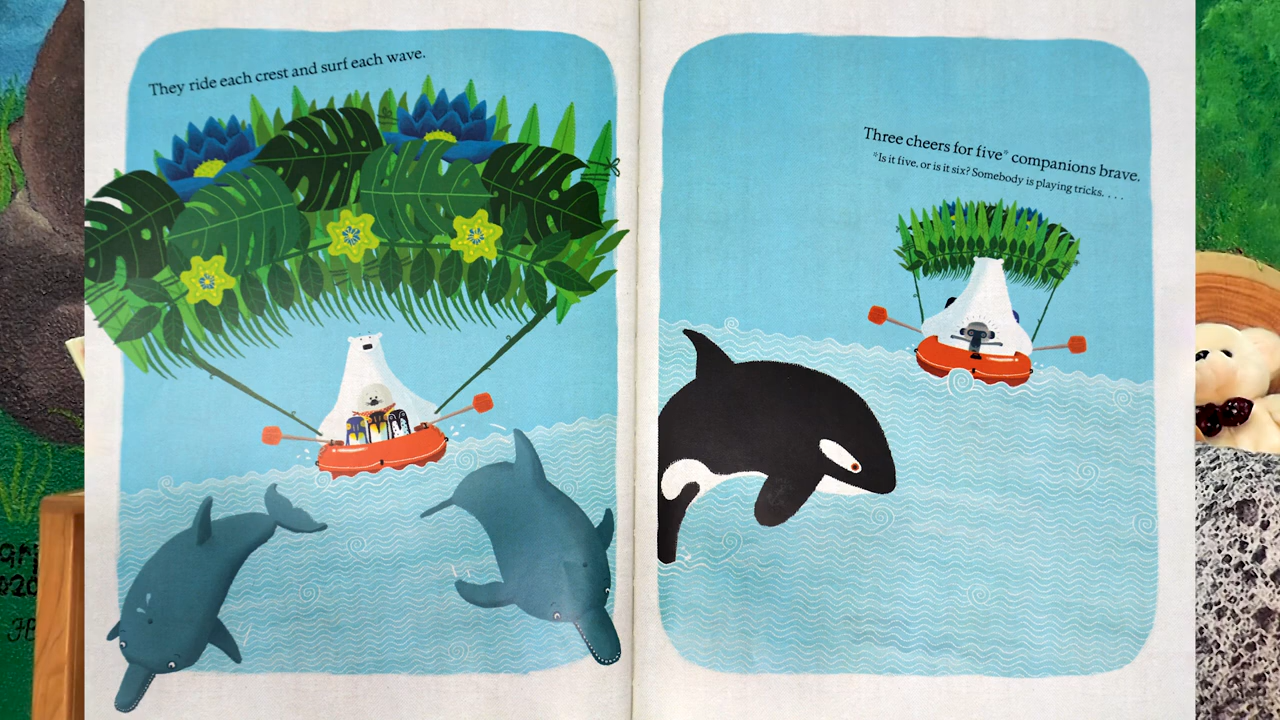 They ride each crest and surf each wave.
Three cheers for five* companions brave.
*Is it five, or is it six? Somebody is playing tricks. . . .